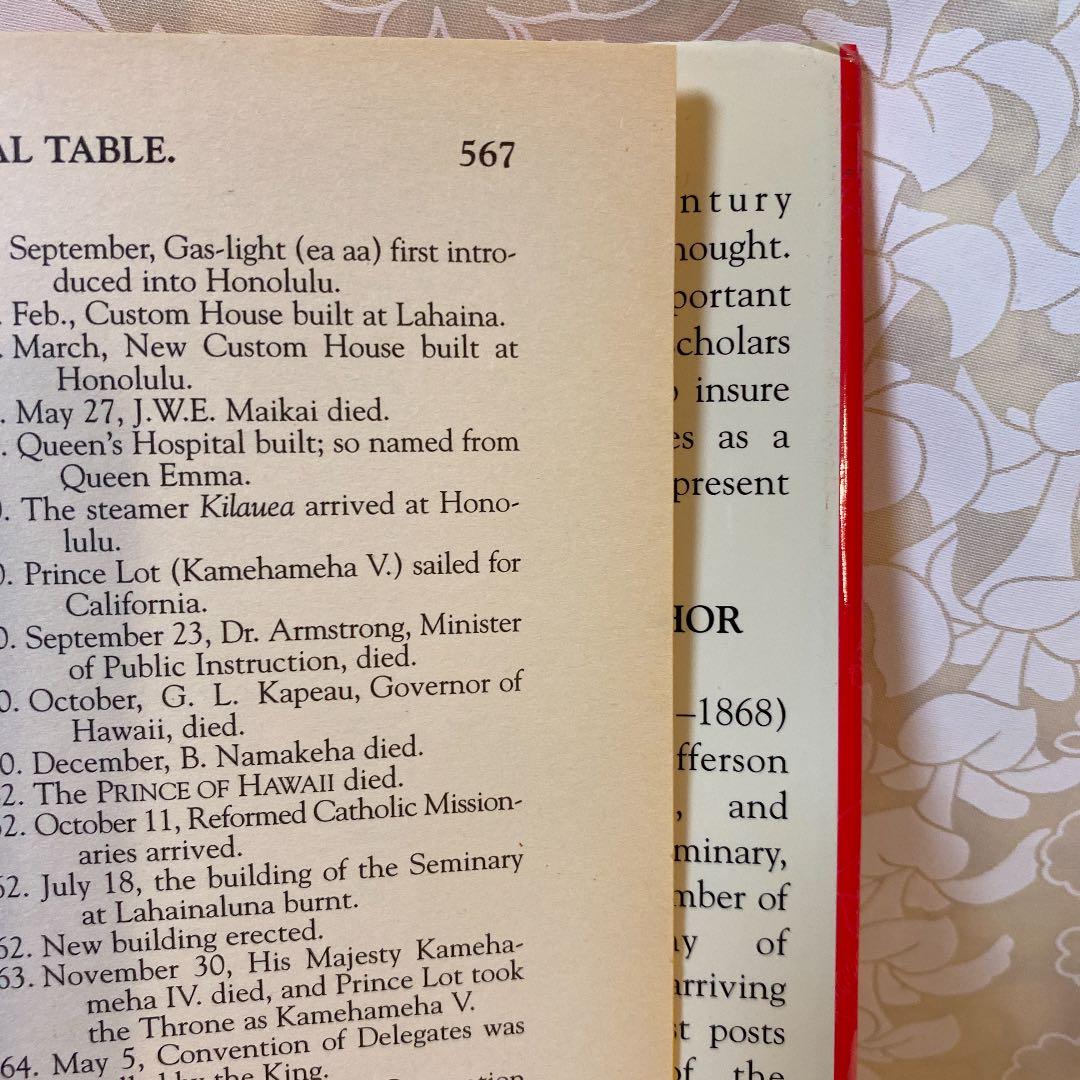 TABLE.
567
September, Gas-light (ea aa) first intro-
duced into Honolulu.
Feb., Custom House built at Lahaina.
March, New Custom House built at
Honolulu.
May 27, J.W.E. Maikai died.
Queen's Hospital built; so named from
Queen Emma.
The steamer Kilauea arrived at Hono-
lulu.
Prince Lot (Kamehameha V.) sailed for
California.
0. September 23, Dr. Armstrong, Minister
of Public Instruction, died.
0. October, G. L. Kapeau, Governor of
Hawaii, died.
0. December, B. Namakeha died.
2. The PRINCE OF HAWAII died.
62. October 11, Reformed Catholic Mission-
aries arrived.
62. July 18, the building of the Seminary
at Lahainaluna burnt.
62. New building erected.
63. November 30, His Majesty Kameha-
meha IV. died, and Prince Lot took
the Throne as Kamehameha V.
64. May 5, Convention of Delegates was
by the King.
ntury
hought.
portant
cholars
insure
es as a
present
HOR
–1868)
fferson
, and
minary,
mber of
of
arriving
posts
of the